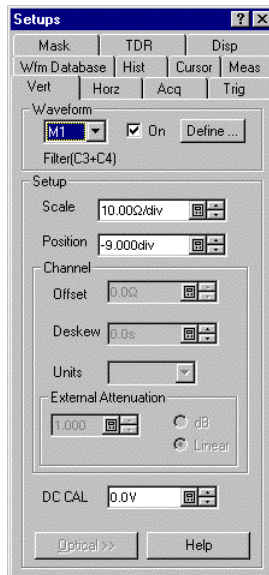 Setups
Mask TDR Disp
Wfm Database Hist Cursor Meas
Vert Horz Acq Trig
Waveform
M1 On Define ...
Filter(C3+C4)
Setup
Scale 10.00Ω/div
Position -9.000div
Channel
Offset 0.0Ω
Deskew 0.0s
Units
External Attenuation
1.000 dB
Linear
DC CAL 0.0V
Optical >> Help